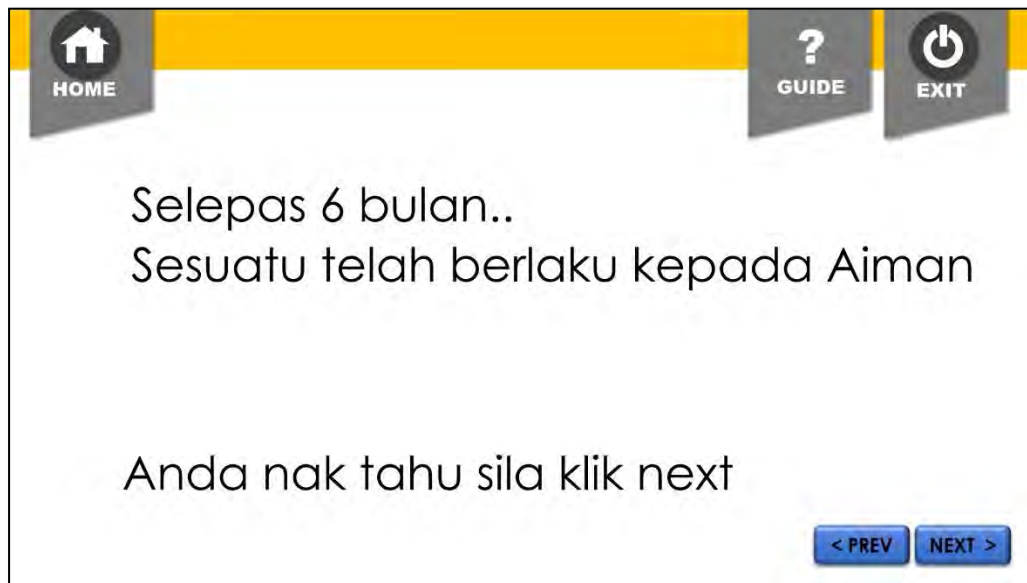 HOME
?
GUIDE
EXIT
Selepas 6 bulan..
Sesuatu telah berlaku kepada Aiman
Anda nak tahu sila klik next
< PREV
NEXT >